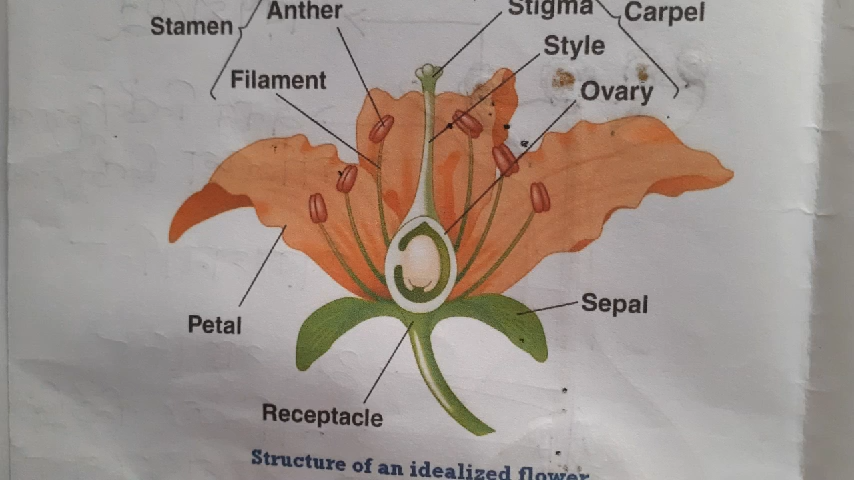 Anther
Stigma
Carpel
Stamen
Style
Filament
Ovary
Sepal
Petal
Receptacle
Structure of an idealized flower